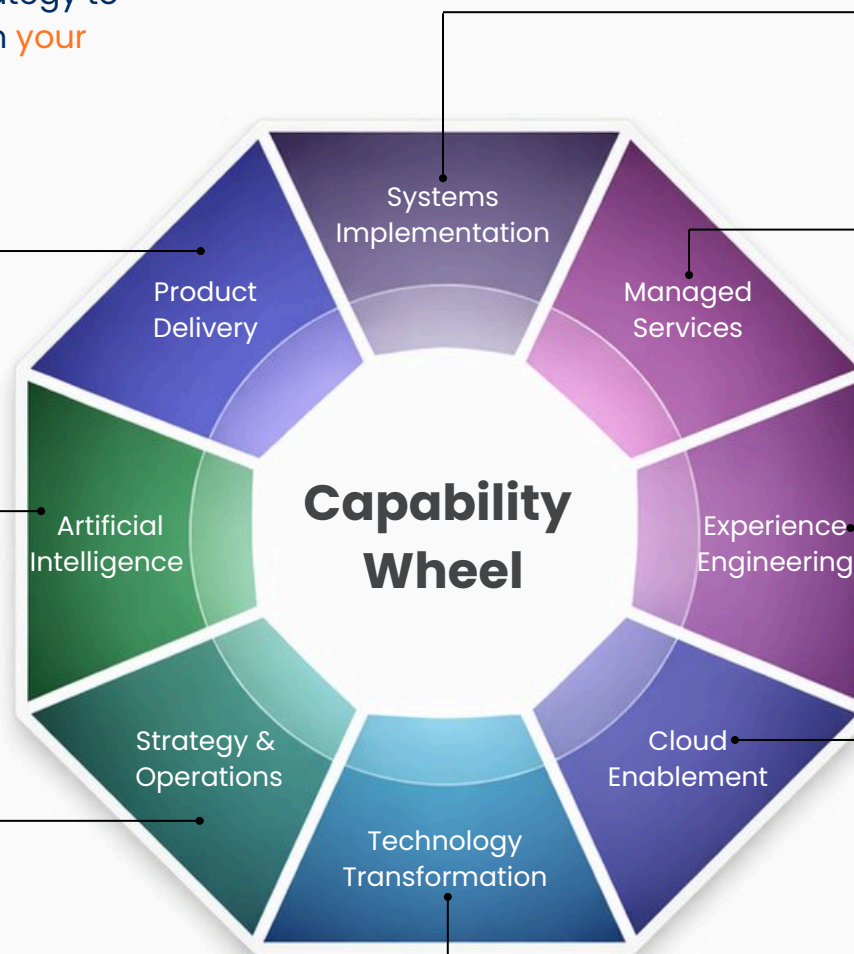 to
your
Systems
Implementation
Managed
Services
Product
Delivery
Capability
Wheel
Artificial
Intelligence
Experience
Engineering
Strategy &
Operations
Cloud
Enablement
Technology
Transformation